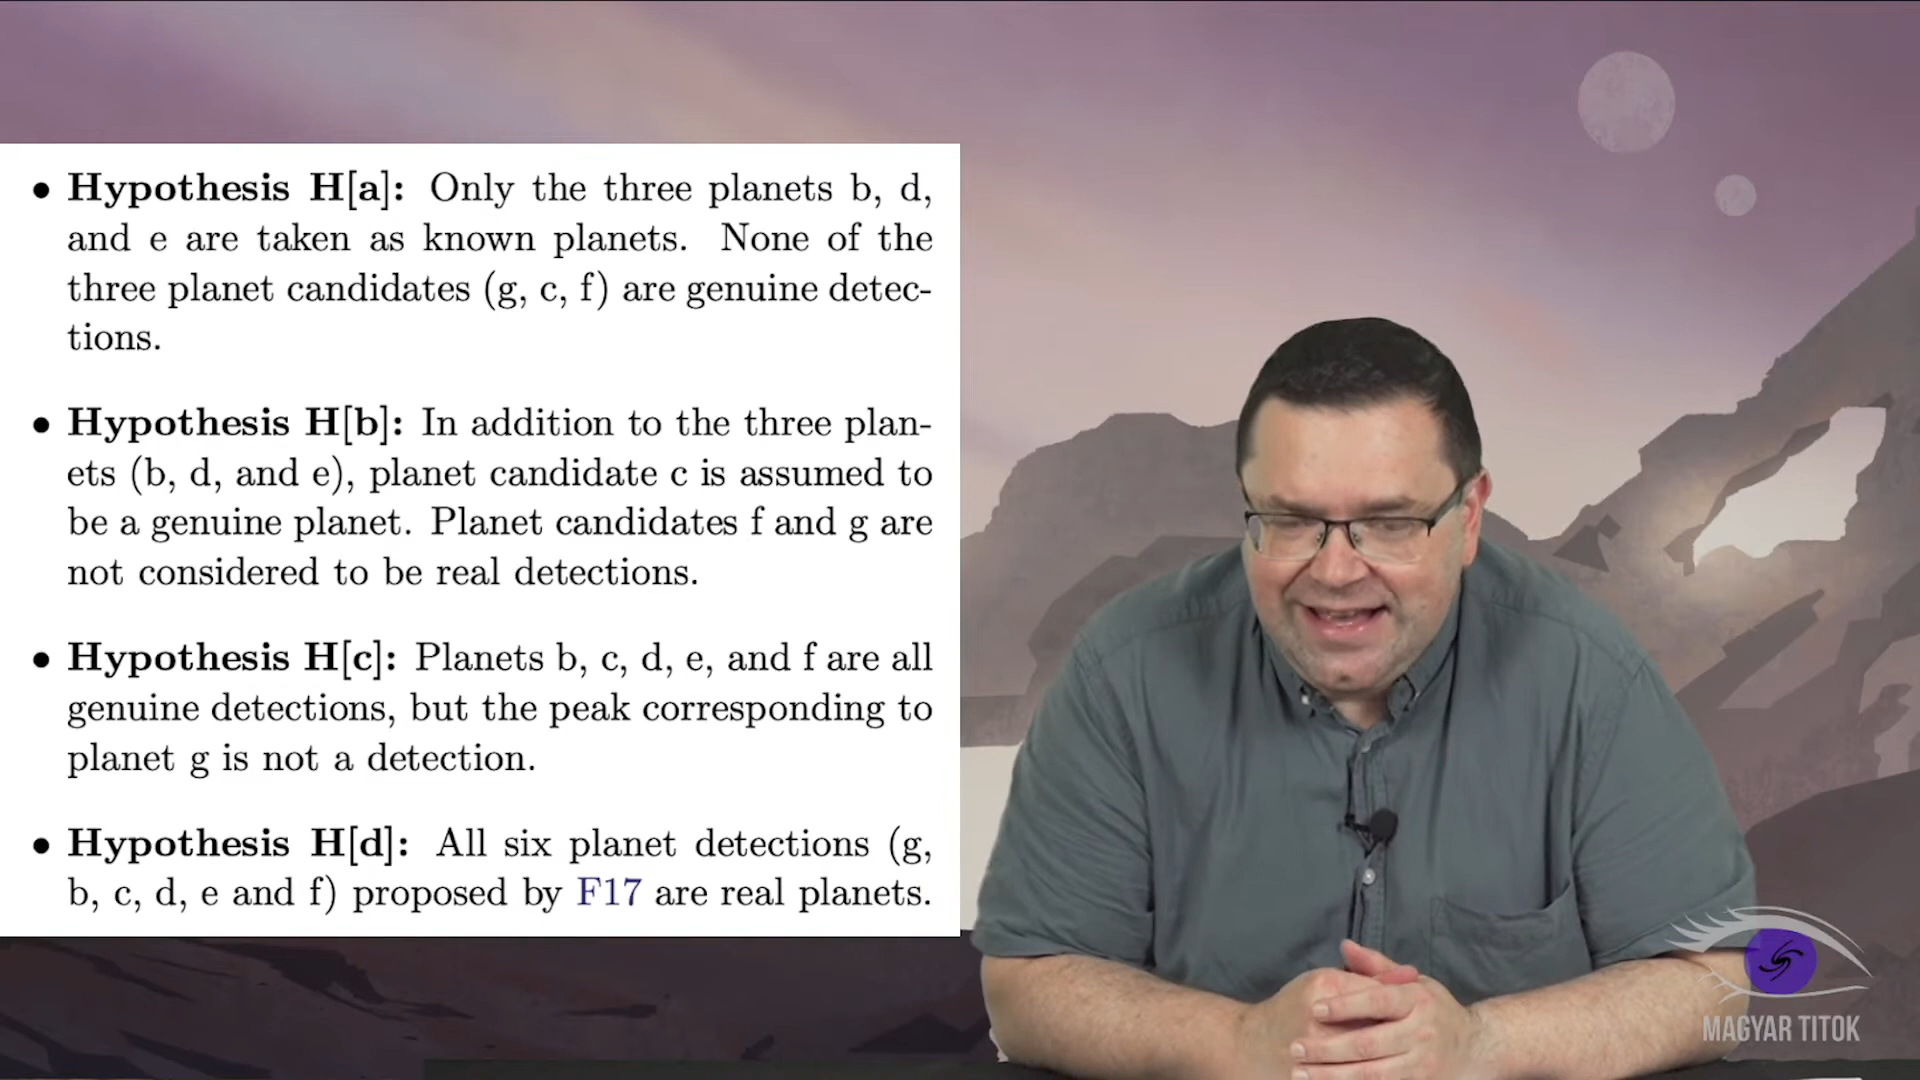 • Hypothesis H[a]: Only the three planets b, d,
and e are taken as known planets. None of the
three planet candidates (g, c, f) are genuine detec-
tions.
• Hypothesis H[b]: In addition to the three plan-
ets (b, d, and e), planet candidate c is assumed to
be a genuine planet. Planet candidates f and g are
not considered to be real detections.
• Hypothesis H[c]: Planets b, c, d, e, and f are all
genuine detections, but the peak corresponding to
planet g is not a detection.
• Hypothesis H[d]: All six planet detections (g,
b, c, d, e and f) proposed by F17 are real planets.
MAGYAR TITOK